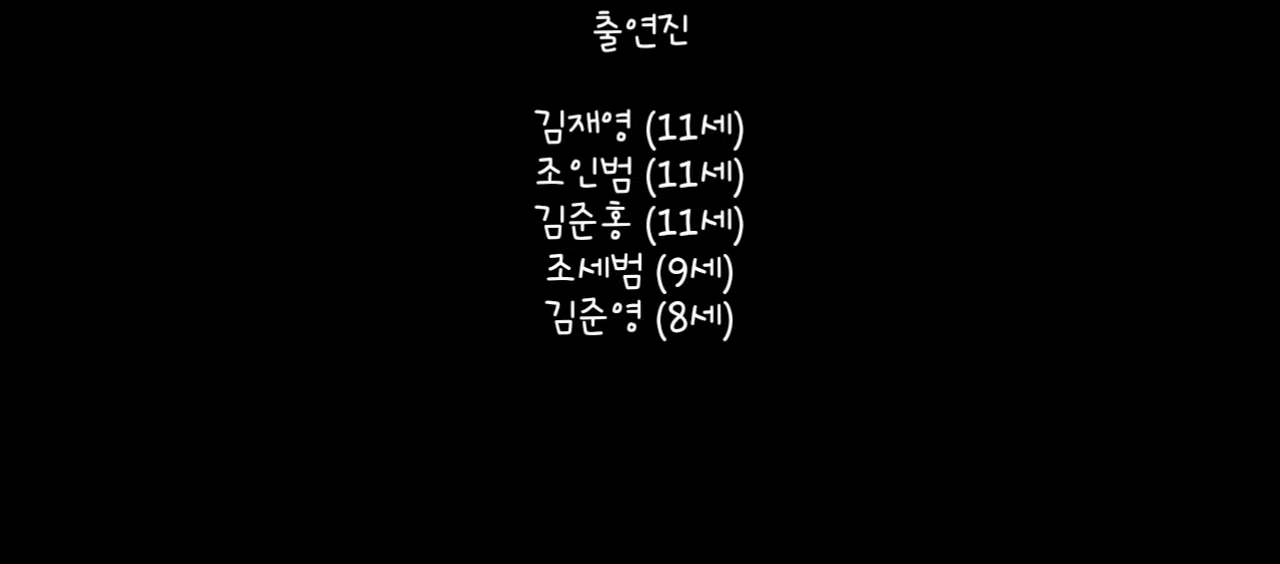 출연진
김재영 (11세)
조인범 (11세)
김준홍 (11세)
조세범 (9세)
김준영 (8세)